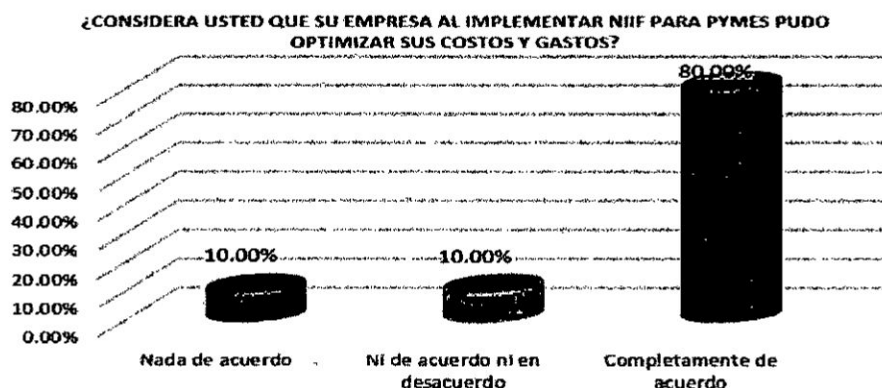 ¿CONSIDERA USTED QUE SU EMPRESA AL IMPLEMENTAR NIIF PARA PYMES PUDO
OPTIMIZAR SUS COSTOS Y GASTOS?
80.00%
80.00%
70.00%
60.00%
50.00%
40.00%
30.00%
20.00%
10.00%
0.00%
10.00%
10.00%
Nada de acuerdo
Ni de acuerdo ni en
desacuerdo
Completamente de
acuerdo